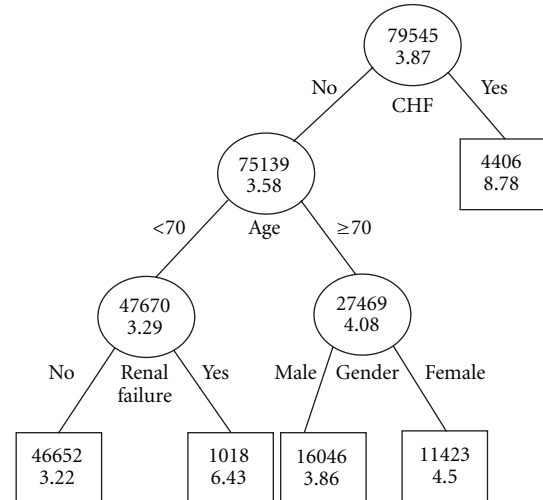 79545
3.87
No
CHF
Yes
75139
3.58
4406
8.78
<70
Age
≥70
47670
3.29
27469
4.08
No
Renal
failure
Yes
Male
Gender
Female
46652
3.22
1018
6.43
16046
3.86
11423
4.5